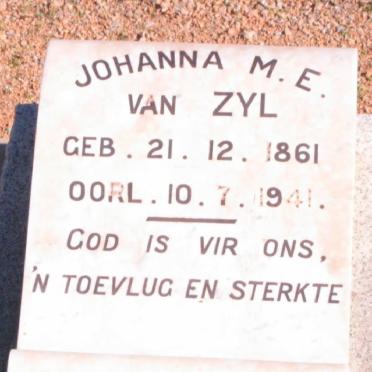 JOHANNA M. E.
VAN ZYL
GEB. 21. 12. 1861
OORL. 10. 7. 1941.
GOD IS VIR ONS,
'N TOEVLUG EN STERKTE